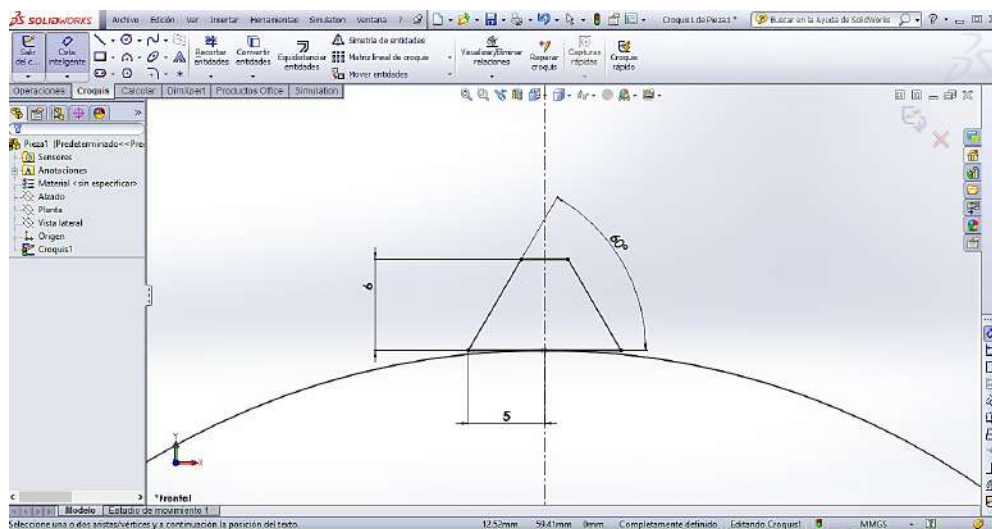 SOLIDWORKS Archivo Edición Ver Insertar Herramientas Simulation Ventana ? Croquis1 de Pieza1 * Buscar en la Ayuda de SolidWorks
Salir del c... Cota inteligente Recortar entidades Convertir entidades Equidistanciar entidades Simetría de entidades Matriz lineal de croquis Mover entidades Visualizar/Eliminar relaciones Reparar croquis Capturas rápidas Croquis rápido
Operaciones Croquis Calcular DimXpert Productos Office Simulation
Pieza1 (Predeterminado<<Pre
Sensores
Anotaciones
Material <sin especificar>
Alzado
Planta
Vista lateral
Origen
Croquis1
60°
6
5
Y
X
*Frontal
Modelo Estudio de movimiento 1
Seleccione una o dos aristas/vértices y a continuación la posición del texto. 12.52mm 59.41mm 0mm Completamente definido Editando Croquis1 MMGS